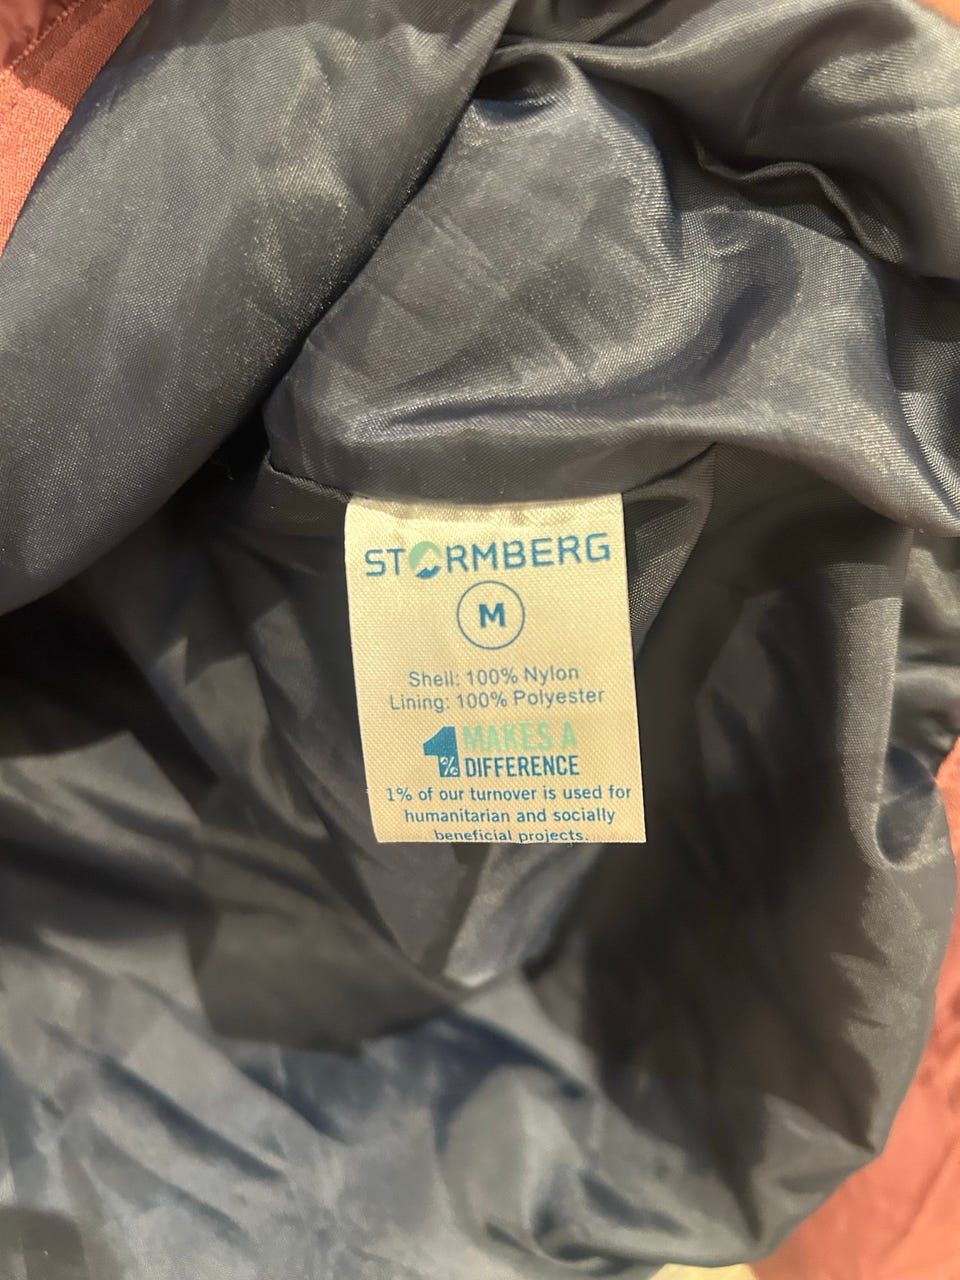 STORMBERG
M
Shell: 100% Nylon
Lining: 100% Polyester
1% MAKES A
DIFFERENCE
1% of our turnover is used for
humanitarian and socially
beneficial projects.